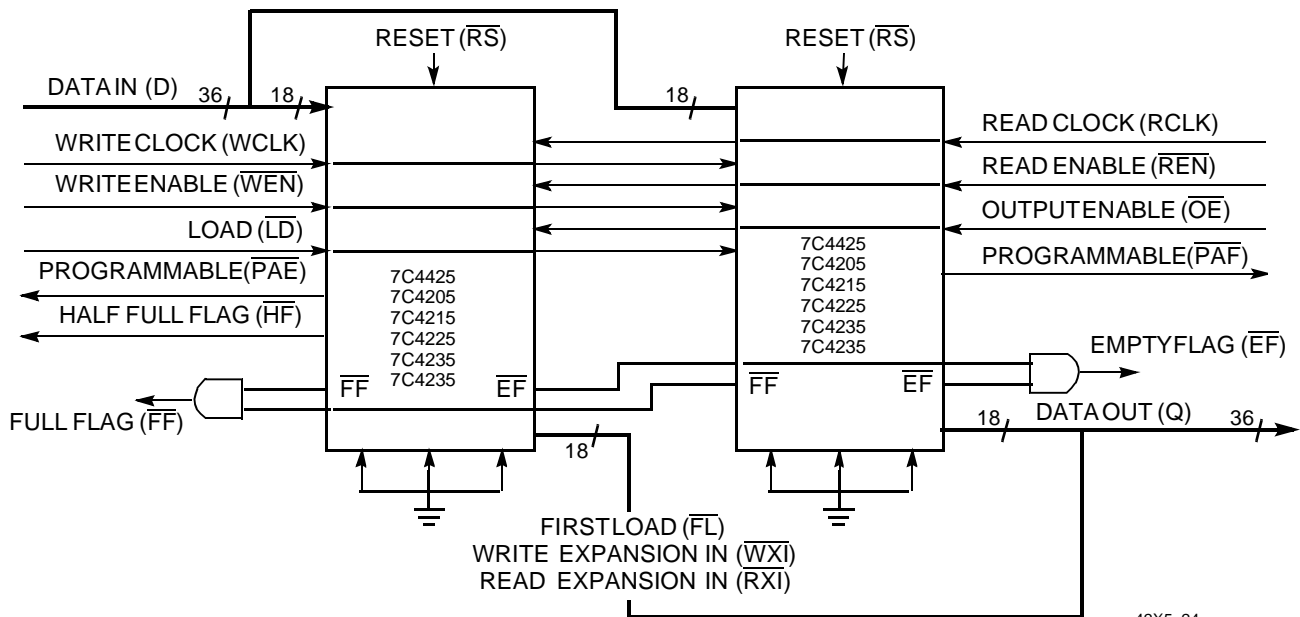 RESET (RS)
RESET (RS)
DATA IN (D)
36
18
18
READ CLOCK (RCLK)
WRITE CLOCK (WCLK)
READ ENABLE (REN)
WRITE ENABLE (WEN)
OUTPUT ENABLE (OE)
LOAD (LD)
PROGRAMMABLE (PAF)
PROGRAMMABLE (PAE)
HALF FULL FLAG (HF)
7C4425
7C4205
7C4215
7C4225
7C4235
7C4235
7C4425
7C4205
7C4215
7C4225
7C4235
7C4235
EMPTY FLAG (EF)
FF
EF
FF
EF
FULL FLAG (FF)
18
DATA OUT (Q)
36
18
FIRST LOAD (FL)
WRITE EXPANSION IN (WXI)
READ EXPANSION IN (RXI)